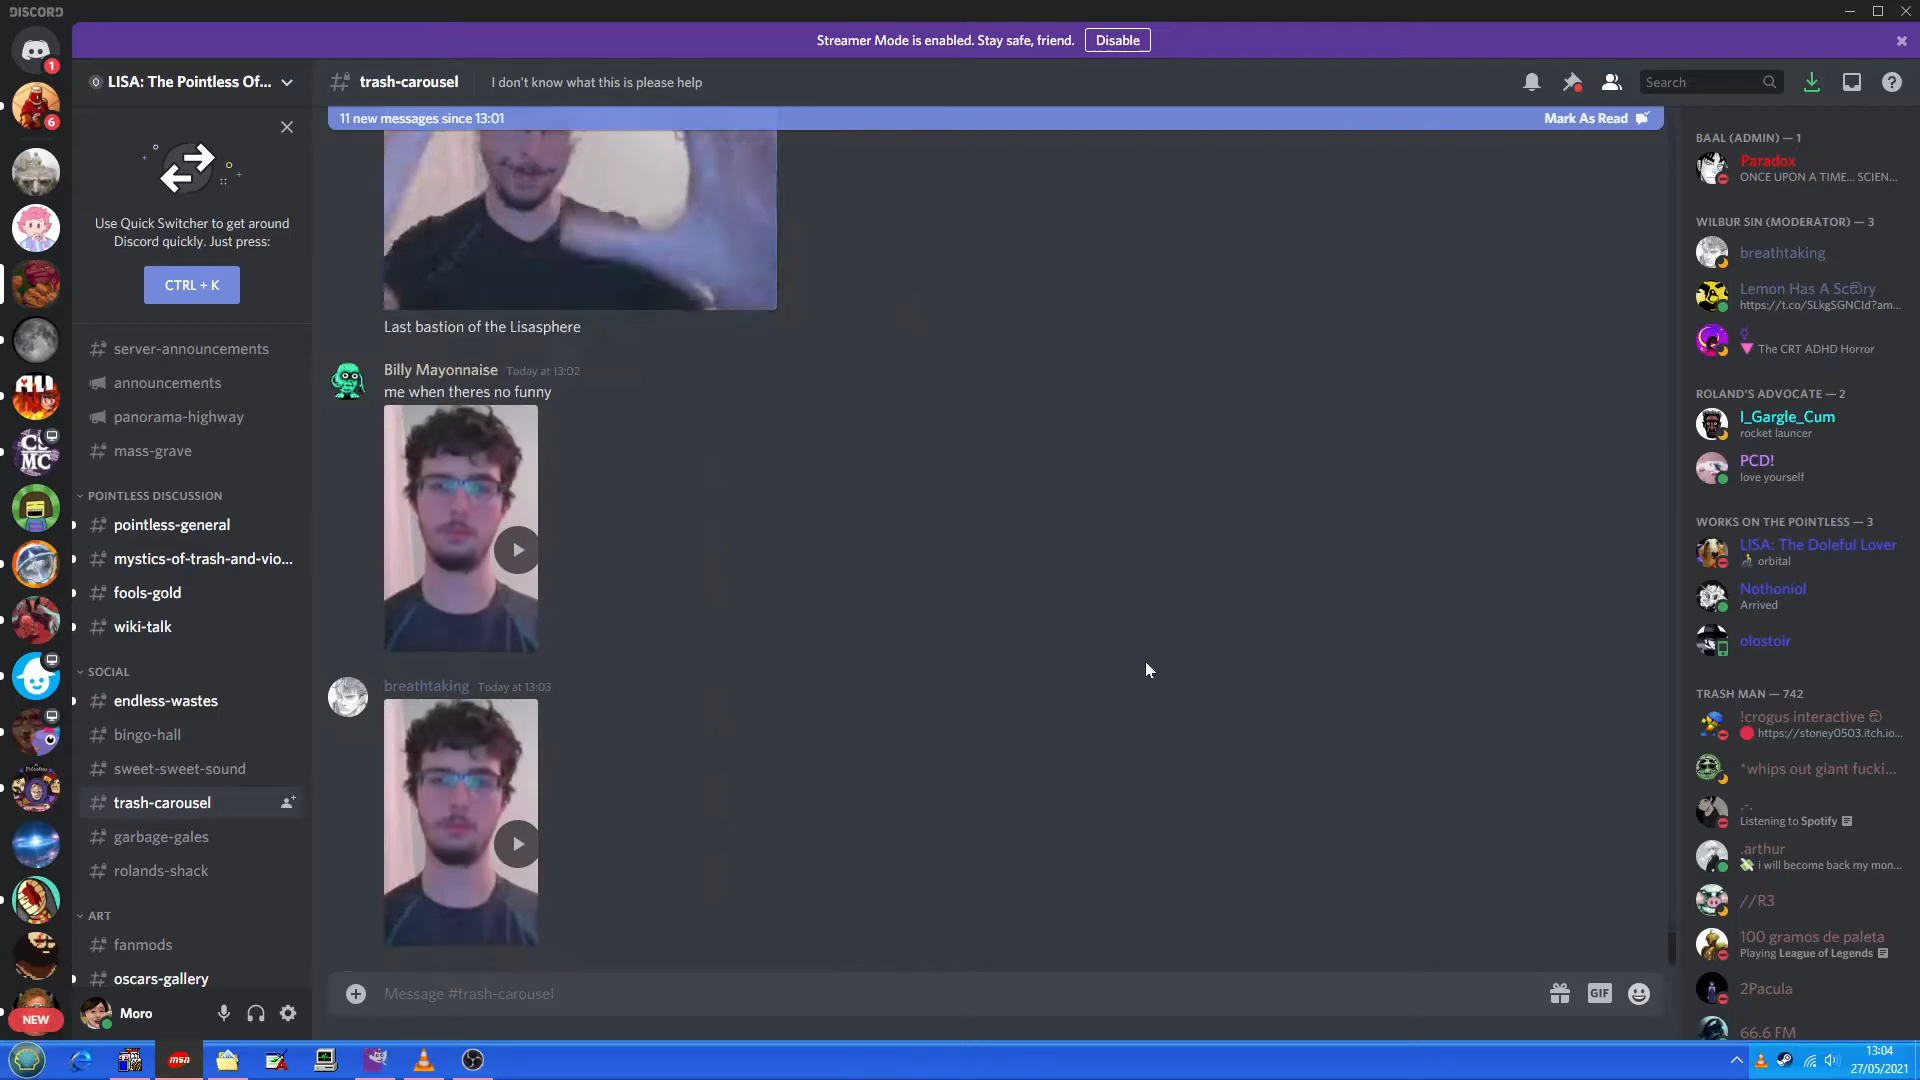 DISCORD
Streamer Mode is enabled. Stay safe, friend.
Disable
1
6
NEW
LISA: The Pointless Of...
Use Quick Switcher to get around
Discord quickly. Just press:
CTRL + K
server-announcements
announcements
panorama-highway
mass-grave
POINTLESS DISCUSSION
pointless-general
mystics-of-trash-and-vio...
fools-gold
wiki-talk
SOCIAL
endless-wastes
bingo-hall
sweet-sweet-sound
trash-carousel
garbage-gales
rolands-shack
ART
fanmods
oscars-gallery
Moro
trash-carousel
I don't know what this is please help
Search
11 new messages since 13:01
Mark As Read
Last bastion of the Lisasphere
Billy Mayonnaise Today at 13:02
me when theres no funny
breathtaking Today at 13:03
Message #trash-carousel
GIF
BAAL (ADMIN) — 1
Paradox
ONCE UPON A TIME... SCIEN...
WILBUR SIN (MODERATOR) — 3
breathtaking
https://t.co/SLkgSGNCId?am...
The CRT ADHD Horror
ROLAND'S ADVOCATE — 2
I_Gargle_Cum
rocket launcer
PCD!
love yourself
WORKS ON THE POINTLESS — 3
LISA: The Doleful Lover
orbital
Nothoniol
Arrived
olostoir
TRASH MAN — 742
!crogus interactive
https://stoney0503.itch.io...
*whips out giant fucki...
.-.
Listening to Spotify
.arthur
i will become back my mon...
//R3
100 gramos de paleta
Playing League of Legends
2Pacula
66.6 FM
msn
13:04
27/05/2021